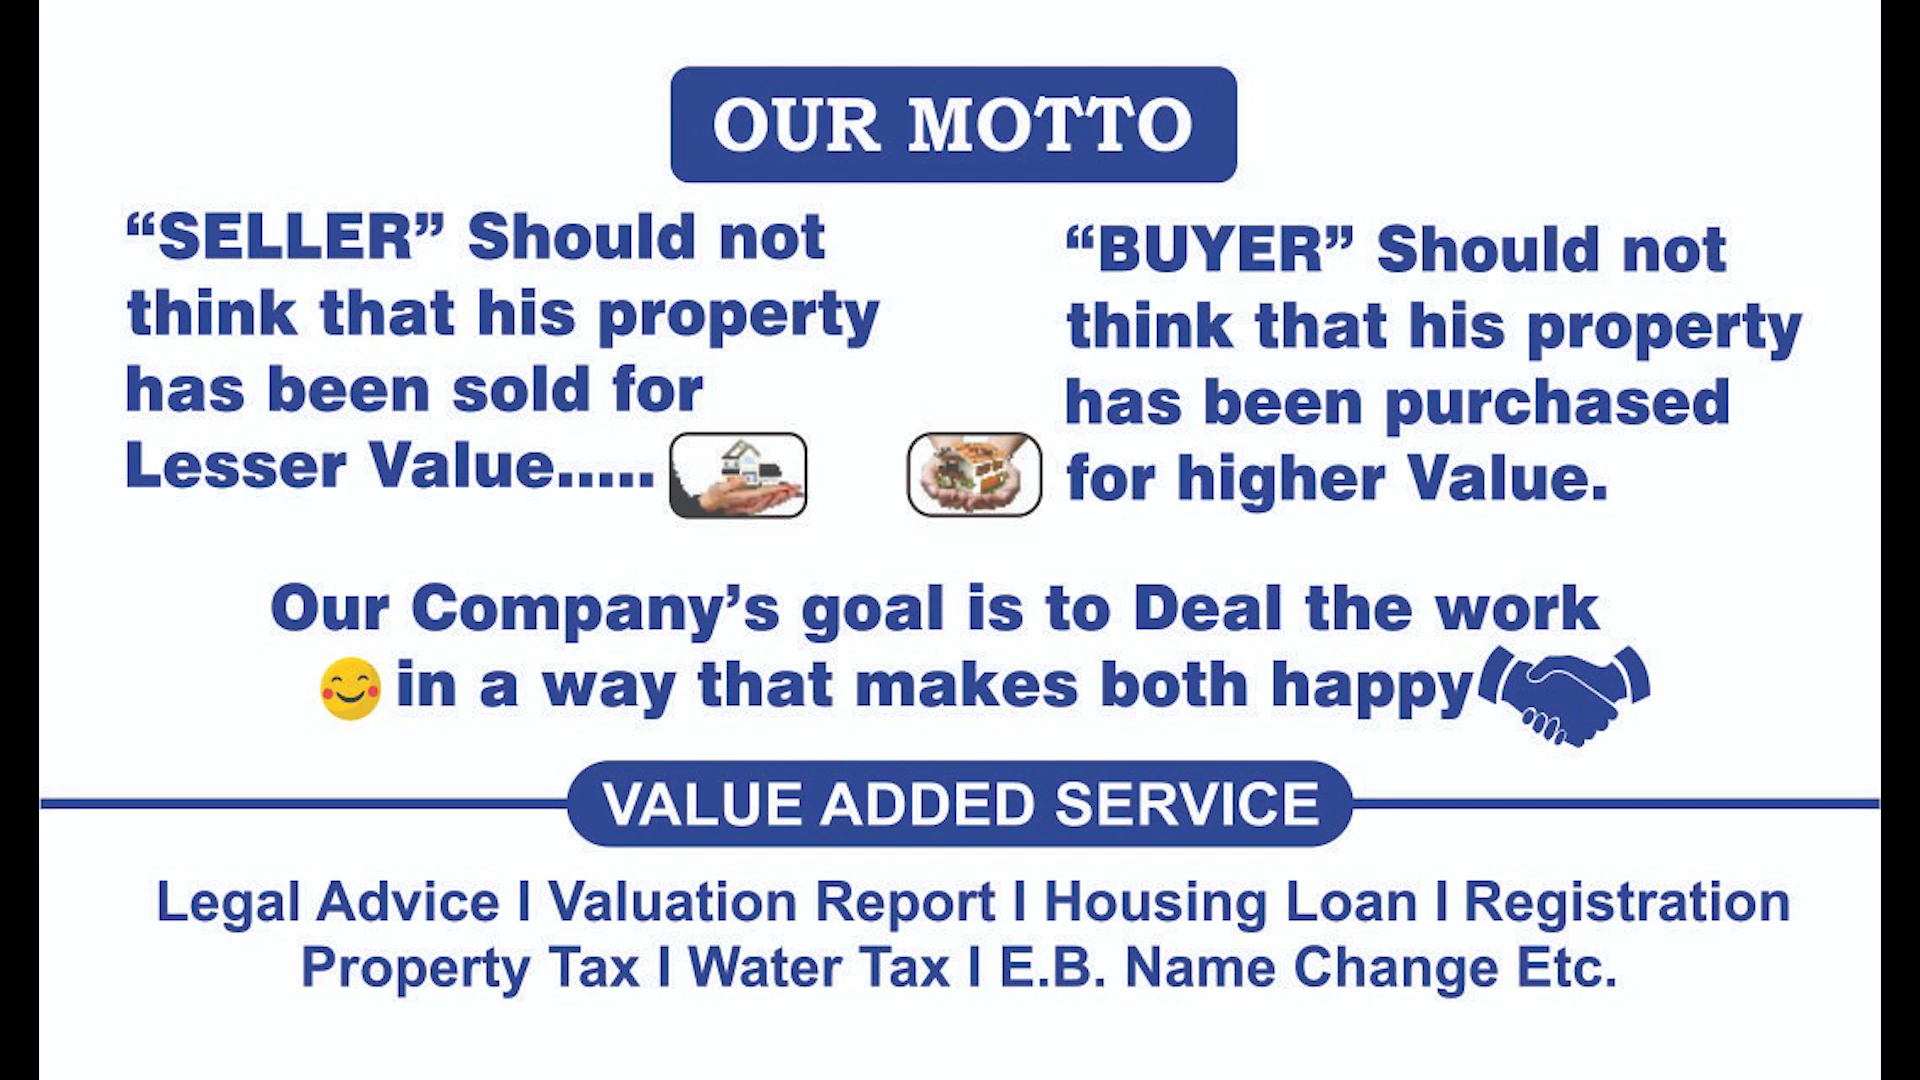 OUR MOTTO
“SELLER” Should not
think that his property
has been sold for
Lesser Value.....
“BUYER” Should not
think that his property
has been purchased
for higher Value.
Our Company’s goal is to Deal the work
in a way that makes both happy
VALUE ADDED SERVICE
Legal Advice I Valuation Report I Housing Loan I Registration
Property Tax I Water Tax I E.B. Name Change Etc.